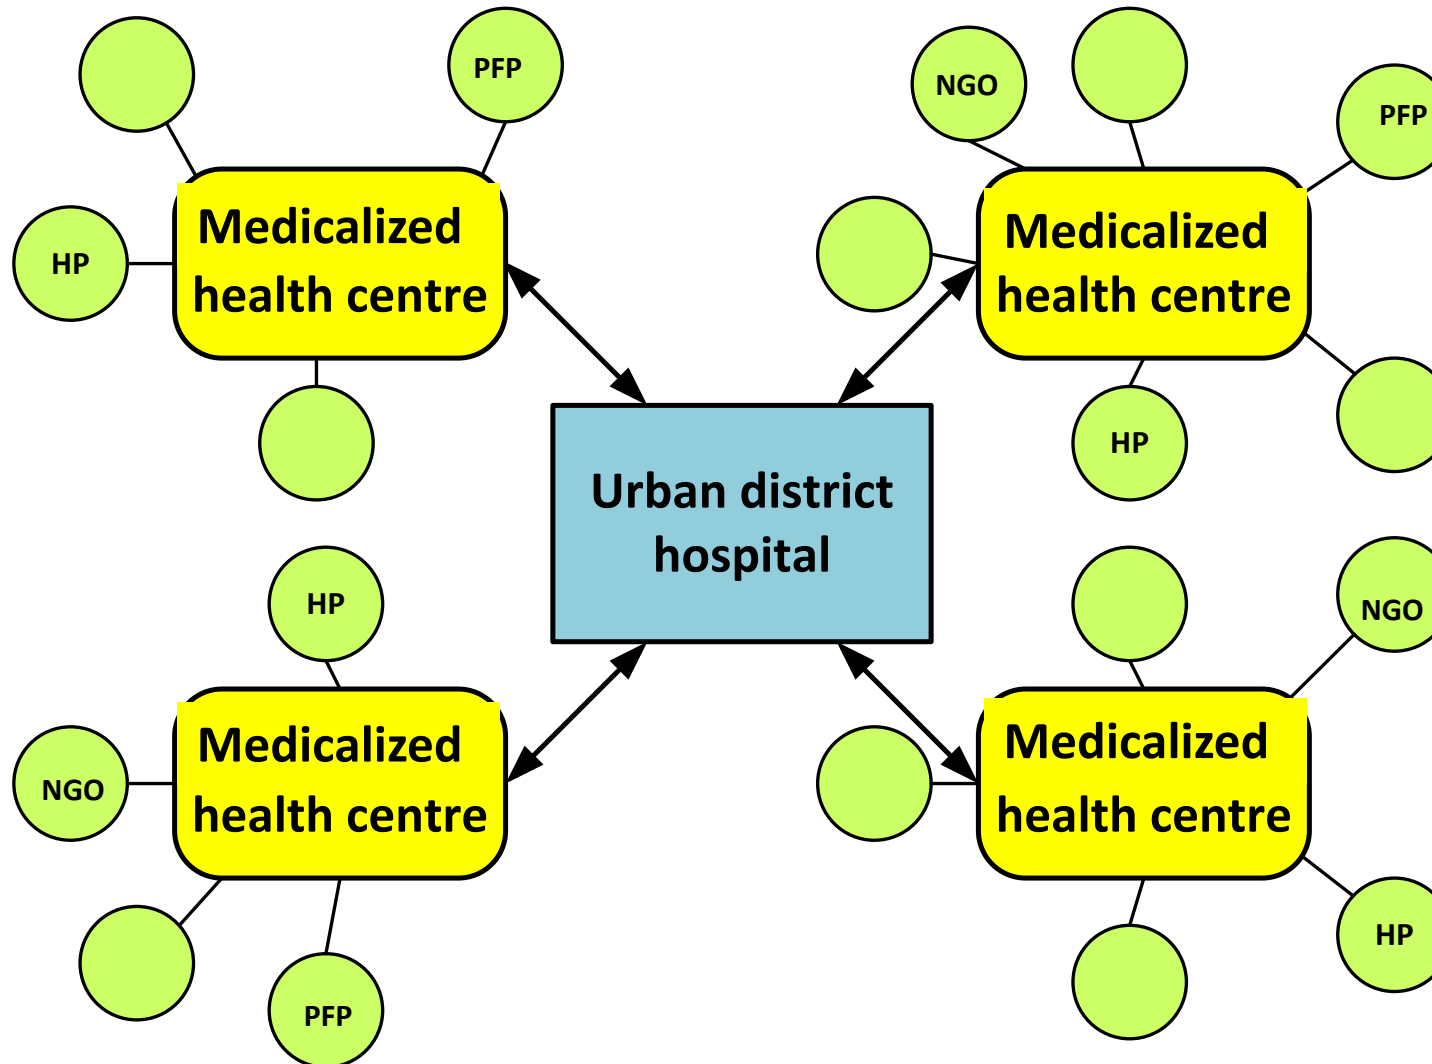 PFP
NGO
PFP
Medicalized
health centre
HP
Medicalized
health centre
HP
Urban district
hospital
HP
NGO
Medicalized
health centre
NGO
Medicalized
health centre
PFP
HP